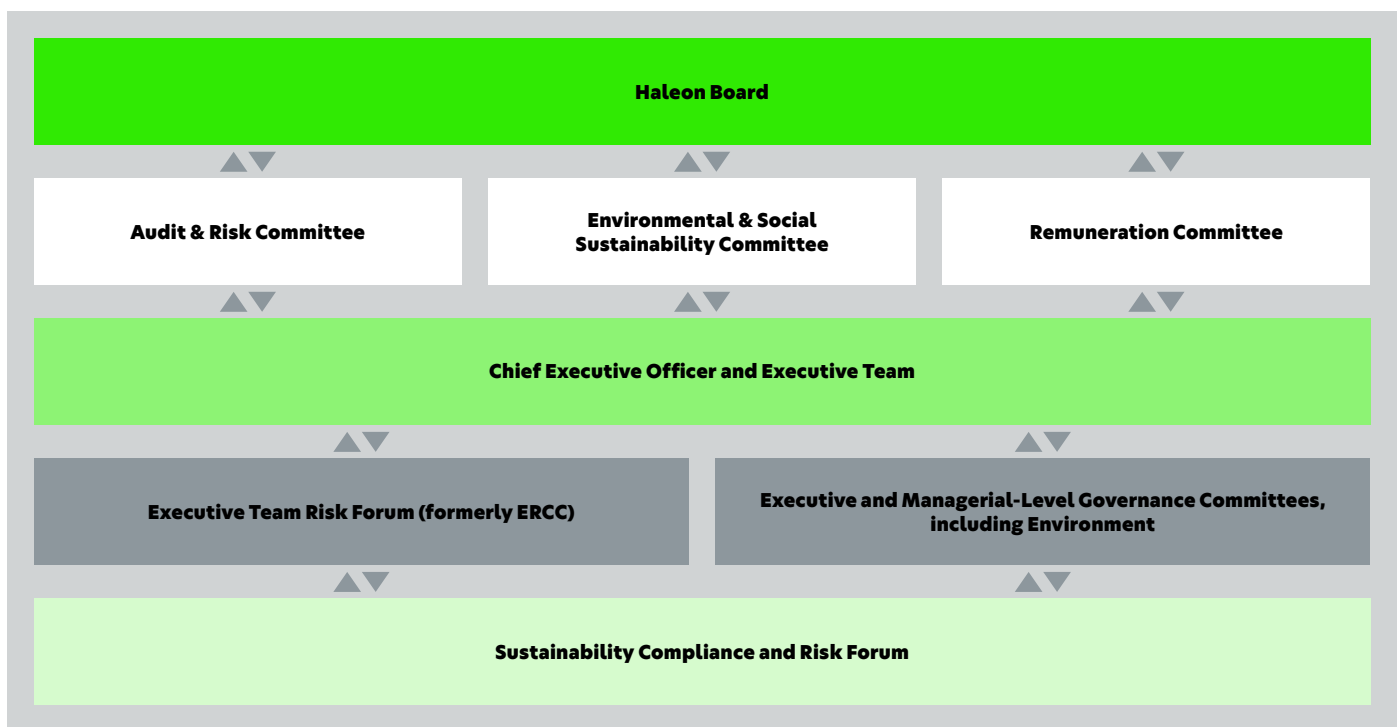 Haleon Board
Audit & Risk Committee
Environmental & Social
Sustainability Committee
Remuneration Committee
Chief Executive Officer and Executive Team
Executive Team Risk Forum (formerly ERCC)
Executive and Managerial-Level Governance Committees,
including Environment
Sustainability Compliance and Risk Forum